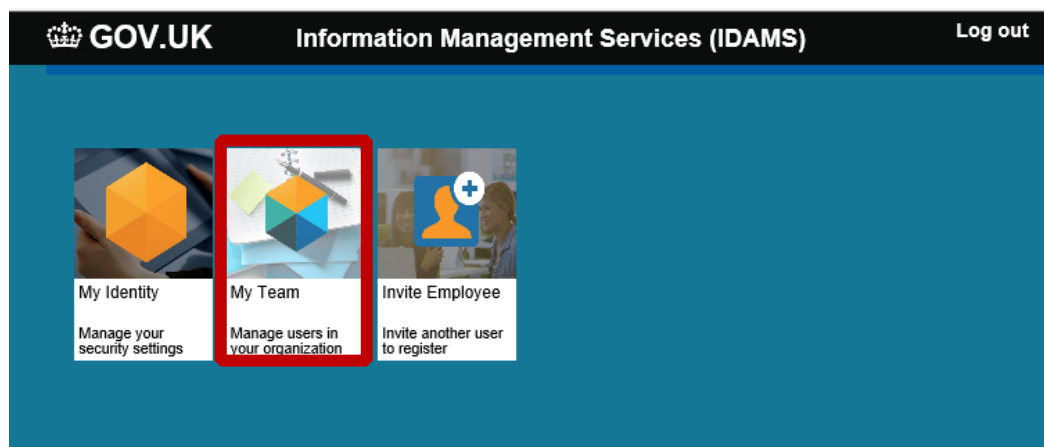 GOV.UK
Information Management Services (IDAMS)
Log out
My Identity
Manage your
security settings
My Team
Manage users in
your organization
Invite Employee
Invite another user
to register